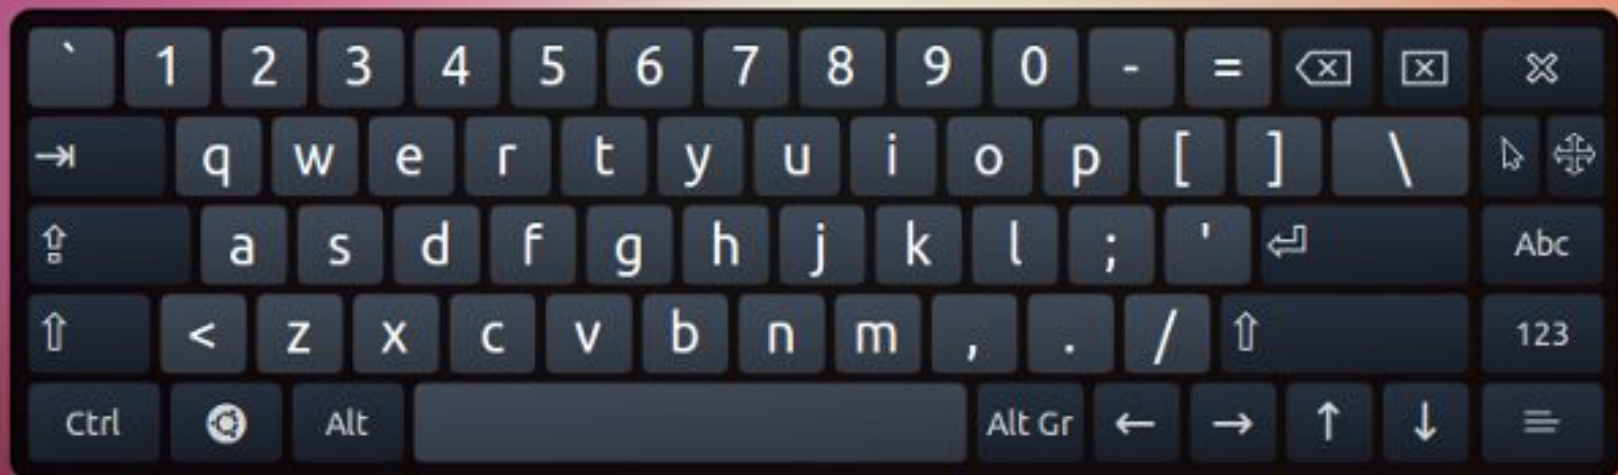 ` 1 2 3 4 5 6 7 8 9 0 - =
q w e r t y u i o p [ ] \
a s d f g h j k l ; ' Abc
< z x c v b n m , . / 123
Ctrl Alt Alt Gr ← → ↑ ↓